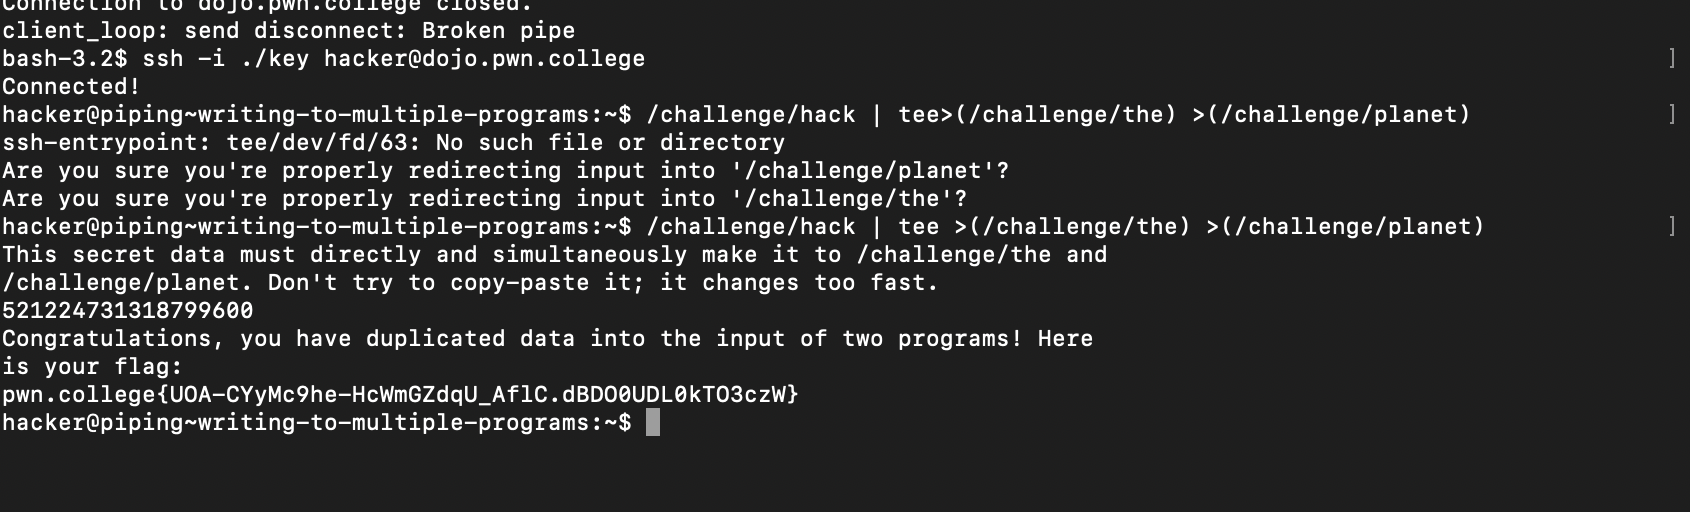 Connection to dojo.pwn.college closed.
client_loop: send disconnect: Broken pipe
bash-3.2$ ssh -i ./key hacker@dojo.pwn.college ]
Connected!
hacker@piping~writing-to-multiple-programs:~$ /challenge/hack | tee>(/challenge/the) >(/challenge/planet) ]
ssh-entrypoint: tee/dev/fd/63: No such file or directory
Are you sure you're properly redirecting input into '/challenge/planet'?
Are you sure you're properly redirecting input into '/challenge/the'?
hacker@piping~writing-to-multiple-programs:~$ /challenge/hack | tee >(/challenge/the) >(/challenge/planet) ]
This secret data must directly and simultaneously make it to /challenge/the and
/challenge/planet. Don't try to copy-paste it; it changes too fast.
521224731318799600
Congratulations, you have duplicated data into the input of two programs! Here
is your flag:
pwn.college{UOA-CYyMc9he-HcWmGZdqU_AflC.dBDO0UDL0kTO3czW}
hacker@piping~writing-to-multiple-programs:~$